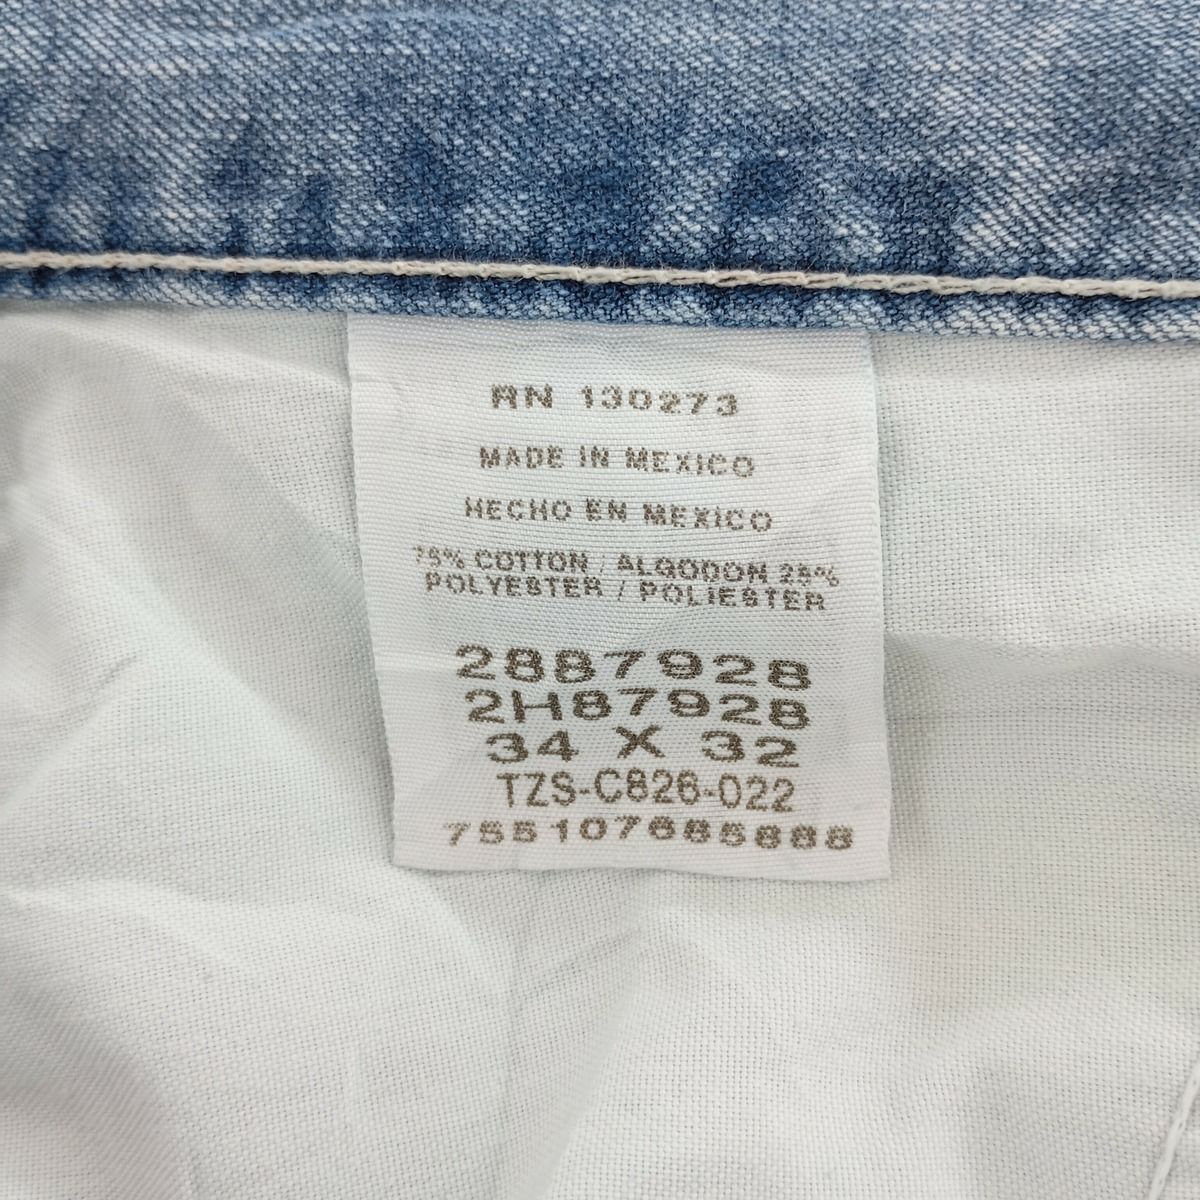 RN 130273
MADE IN MEXICO
HECHO EN MEXICO
75% COTTON / ALGODON 25%
POLYESTER / POLIESTER
2887928
2H87928
34 X 32
TZS-C826-022
755107685888